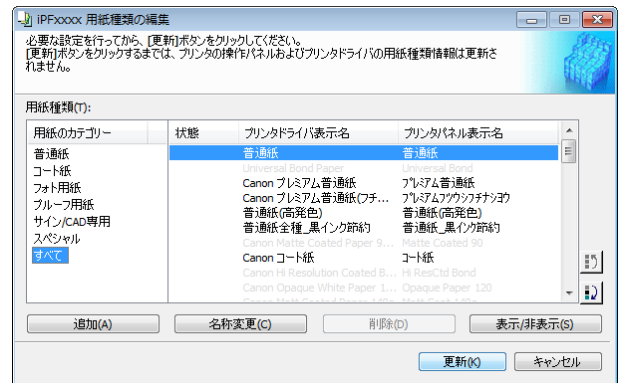 iPFxxxx 用紙種類の編集
必要な設定を行ってから、[更新]ボタンをクリックしてください。
[更新]ボタンをクリックするまでは、プリンタの操作パネルおよびプリンタドライバの用紙種類情報は更新さ
れません。
用紙種類(T):
用紙のカテゴリー 状態 プリンタドライバ表示名 プリンタパネル表示名
普通紙 普通紙 普通紙
Universal Bond Paper Universal Bond
コート紙 Canon プレミアム普通紙 プレミアム普通紙
フォト用紙 Canon プレミアム普通紙(フチ... プレミアムフツウシフチナシヨウ
プルーフ用紙 普通紙(高発色) 普通紙(高発色)
サイン/CAD専用 普通紙全種_黒インク節約 普通紙_黒インク節約
スペシャル Canon Matte Coated Paper 9... Matte Coated 90
すべて Canon コート紙 コート紙
Canon Hi Resolution Coated B... Hi ResCtd Bond
Canon Opaque White Paper 1... Opaque Paper 120
追加(A) 名称変更(C) 削除(D) 表示/非表示(S)
更新(K) キャンセル